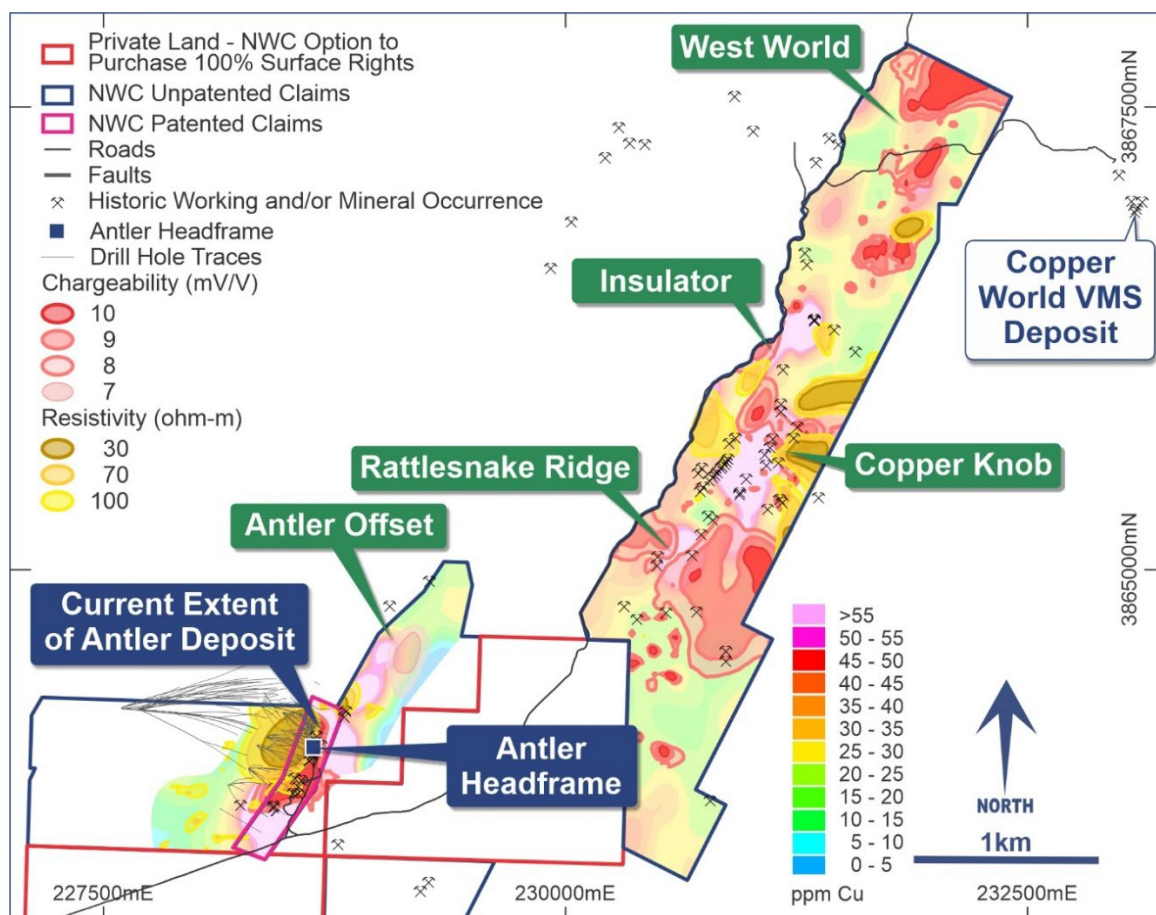 Private Land - NWC Option to
Purchase 100% Surface Rights
NWC Unpatented Claims
NWC Patented Claims
Roads
Faults
Historic Working and/or Mineral Occurrence
Antler Headframe
Drill Hole Traces
Chargeability (mV/V)
10
9
8
7
Resistivity (ohm-m)
30
70
100
West World
3867500mN
Copper
World VMS
Deposit
Insulator
Rattlesnake Ridge
Copper Knob
Antler Offset
3865000mN
Current Extent
of Antler Deposit
Antler
Headframe
>55
50 - 55
45 - 50
40 - 45
35 - 40
30 - 35
25 - 30
20 - 25
15 - 20
10 - 15
5 - 10
0 - 5
ppm Cu
NORTH
1km
227500mE
230000mE
232500mE